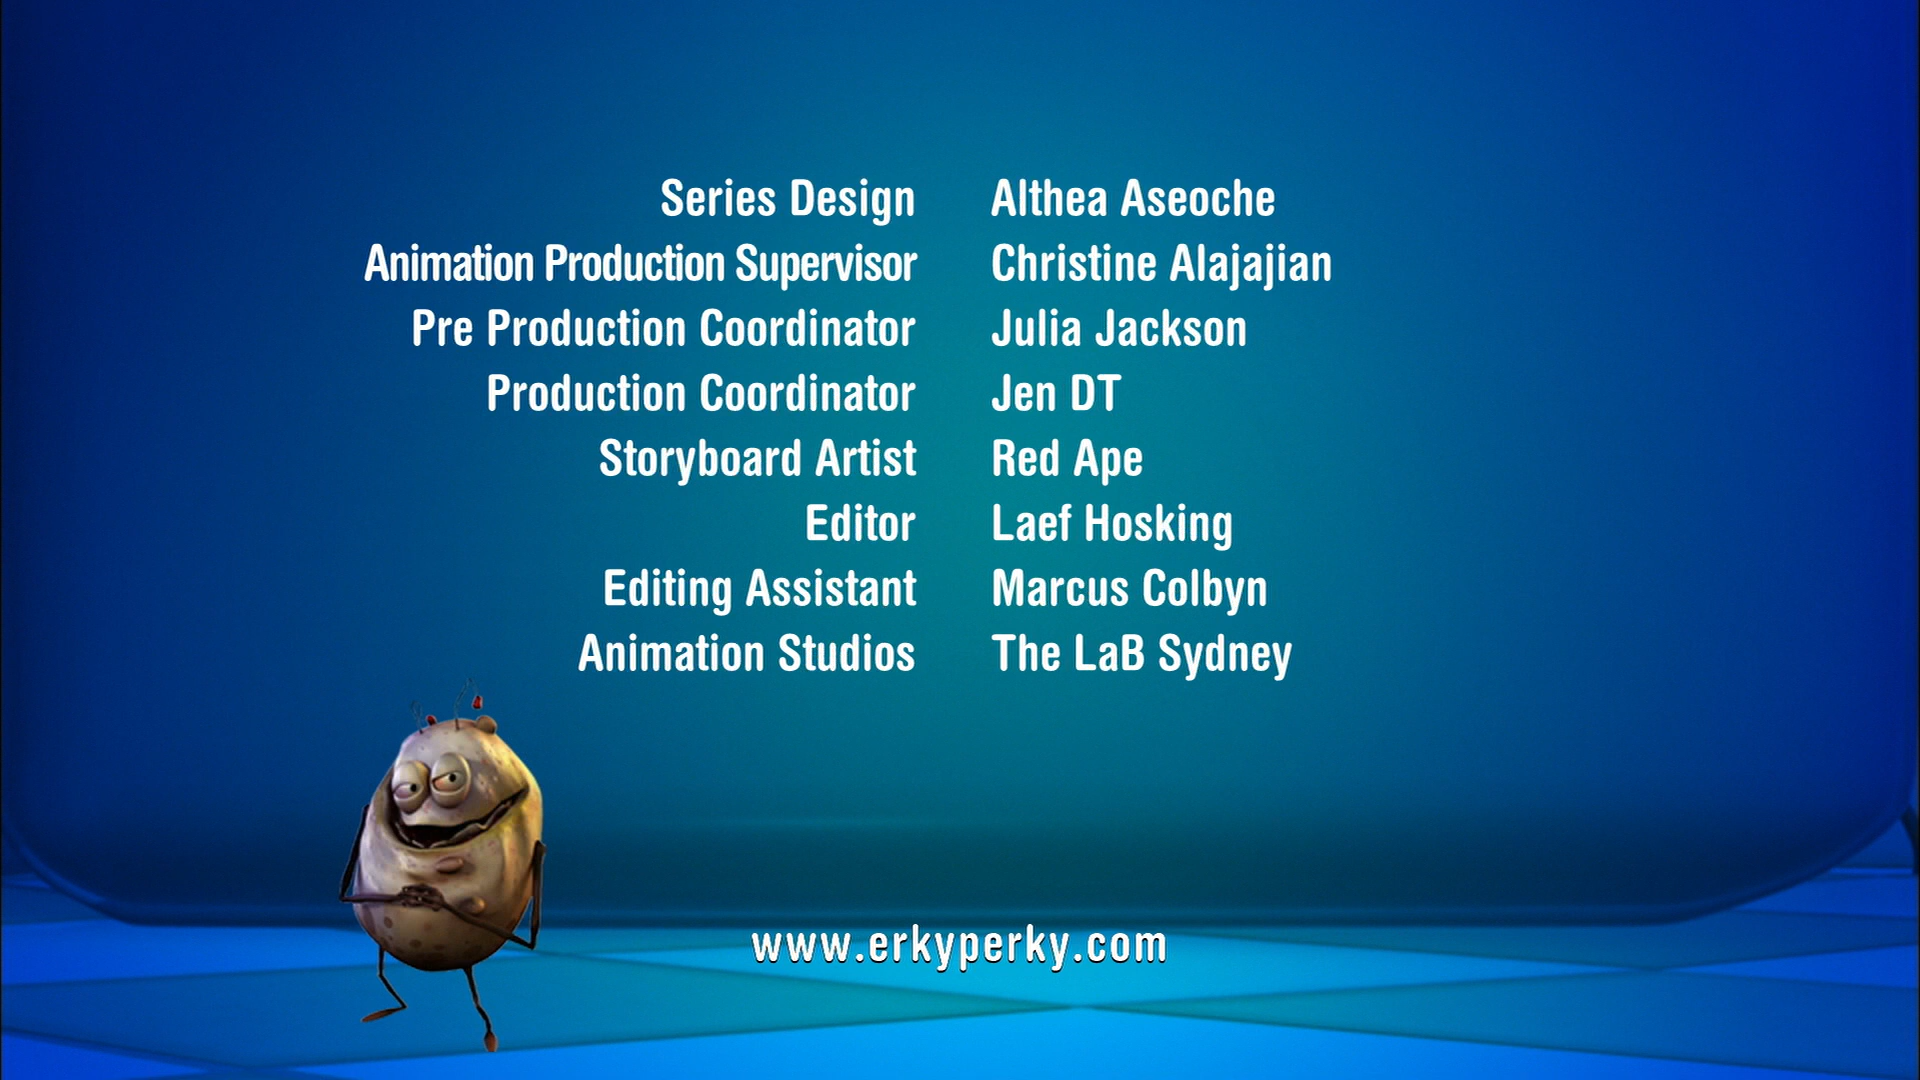 Series Design Althea Aseoche
Animation Production Supervisor Christine Alajajian
Pre Production Coordinator Julia Jackson
Production Coordinator Jen DT
Storyboard Artist Red Ape
Editor Laef Hosking
Editing Assistant Marcus Colbyn
Animation Studios The LaB Sydney
www.erkyperky.com